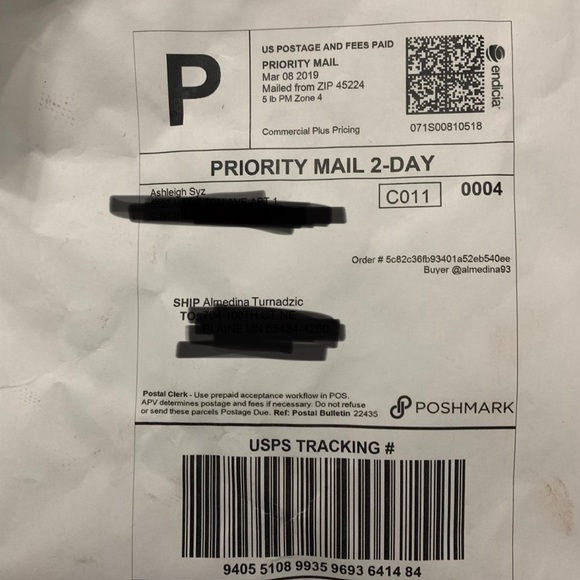 P
US POSTAGE AND FEES PAID
PRIORITY MAIL
Mar 08 2019
Mailed from ZIP 45224
5 lb PM Zone 4
Commercial Plus Pricing
endicia
071S00810518
PRIORITY MAIL 2-DAY
Ashleigh Syz
C011
0004
Order # 5c82c36fb93401a52eb540ee
Buyer @almedina93
SHIP Almedina Turnadzic
TO:
Postal Clerk - Use prepaid acceptance workflow in POS.
APV determines postage and fees if necessary. Do not refuse
or send these parcels Postage Due. Ref: Postal Bulletin 22435
POSHMARK
USPS TRACKING #
9405 5108 9935 9693 6414 84